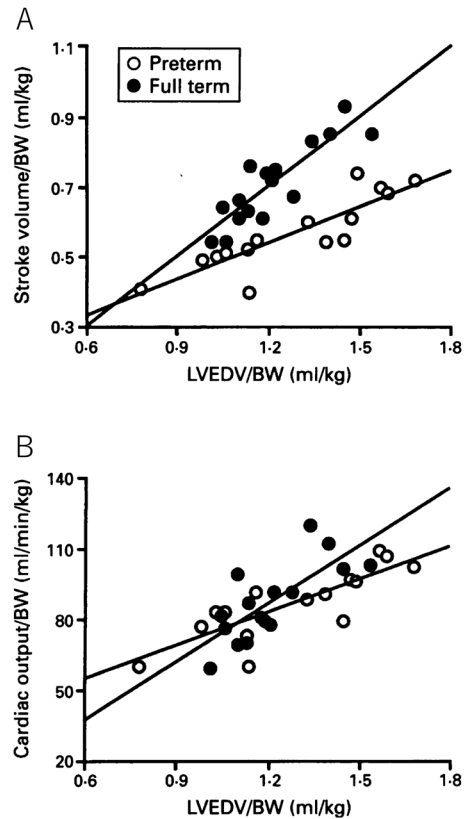 A
1·1
0·9
0·7
0·5
0·3
Stroke volume/BW (ml/kg)
Preterm
Full term
0·6 0·9 1·2 1·5 1·8
LVEDV/BW (ml/kg)
B
140
110
80
50
20
Cardiac output/BW (ml/min/kg)
0·6 0·9 1·2 1·5 1·8
LVEDV/BW (ml/kg)